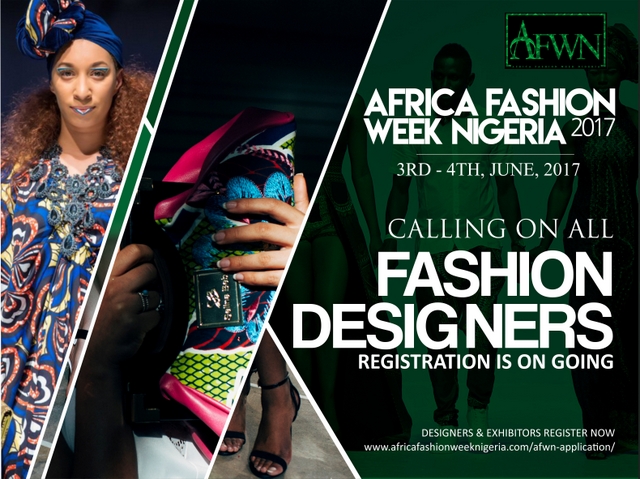 AFWN
AFRICA FASHION
WEEK NIGERIA 2017
3RD - 4TH, JUNE, 2017
CALLING ON ALL
FASHION
DESIGNERS
REGISTRATION IS ON GOING
DESIGNERS & EXHIBITORS REGISTER NOW
www.africafashionweeknigeria.com/afwn-application/